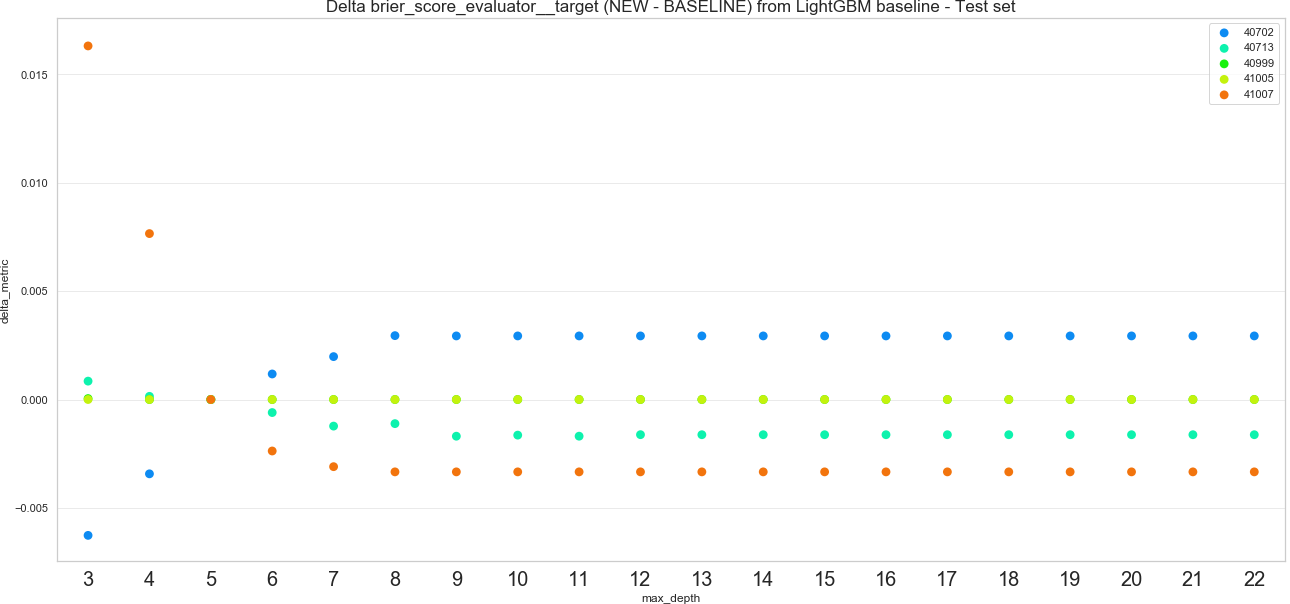 Delta brier_score_evaluator__target (NEW - BASELINE) from LightGBM baseline - Test set
40702
40713
40999
41005
41007
0.015
0.010
0.005
0.000
−0.005
delta_metric
3 4 5 6 7 8 9 10 11 12 13 14 15 16 17 18 19 20 21 22
max_depth